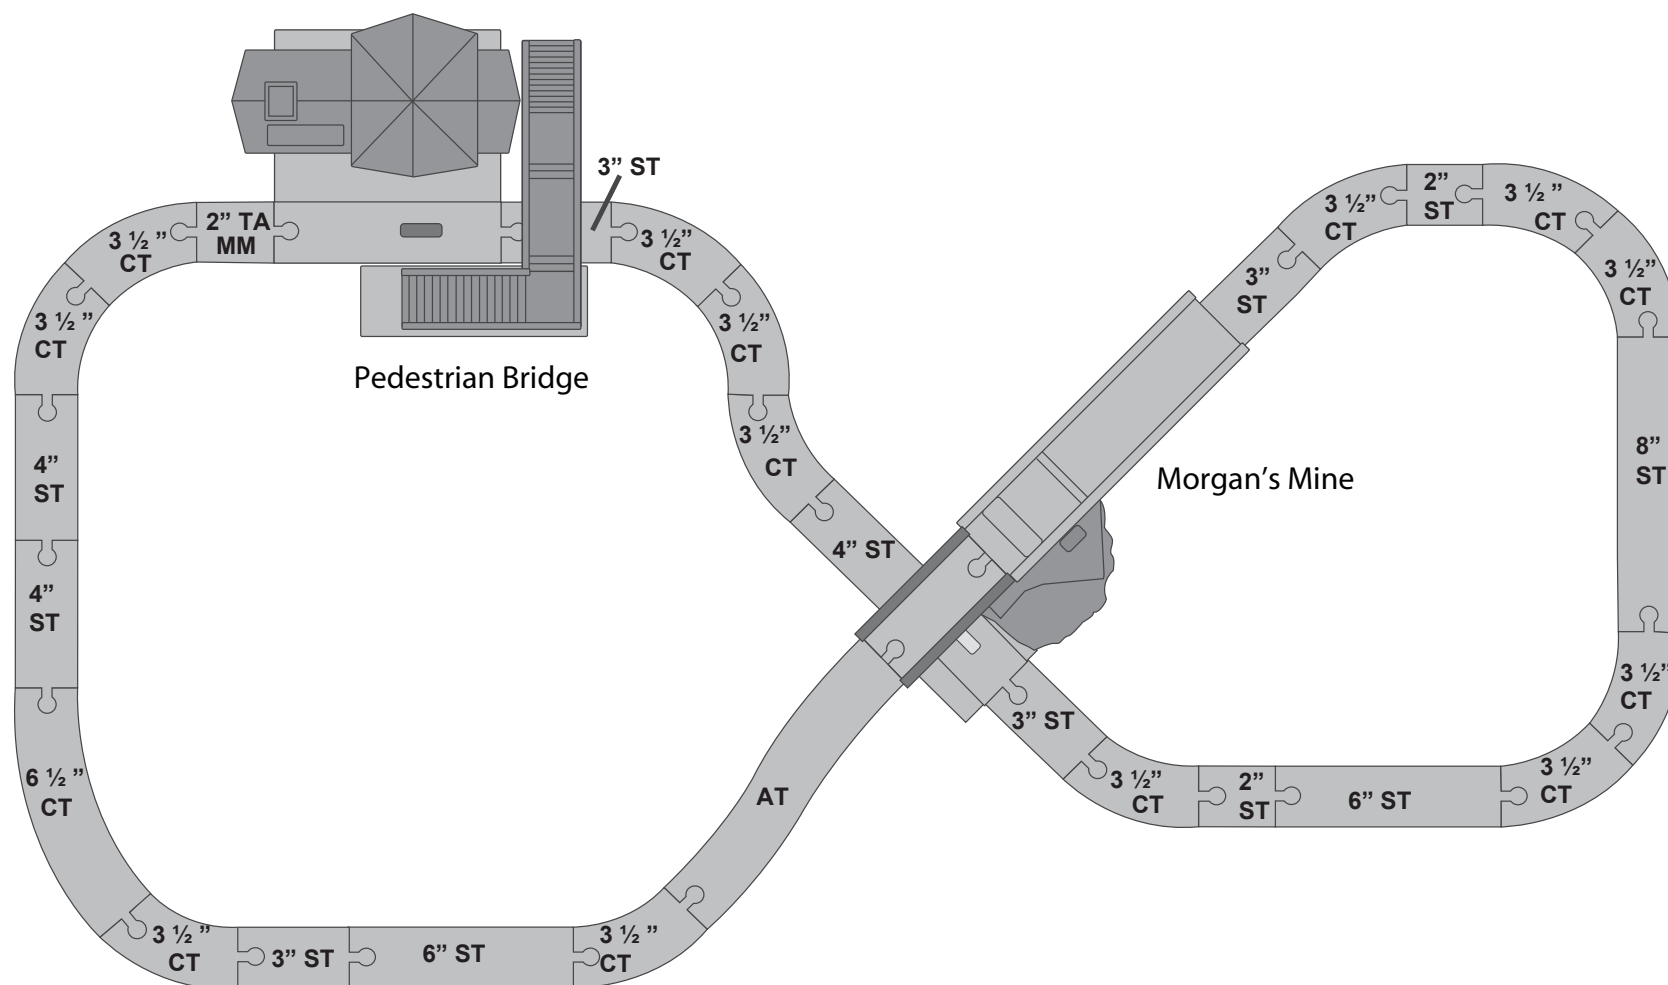 3” ST
2” TA
MM
3 ½ ”
CT
3 ½”
CT
3 ½ ”
CT
3 ½”
CT
Pedestrian Bridge
3 ½”
CT
4”
ST
4” ST
4”
ST
6 ½ ”
CT
3 ½ ”
CT
3” ST
6” ST
3 ½ ”
CT
AT
3 ½”
CT
2”
ST
3 ½ ”
CT
3”
ST
3 ½”
CT
Morgan’s Mine
8”
ST
3 ½”
CT
3” ST
3 ½”
CT
2”
ST
6” ST
3 ½”
CT